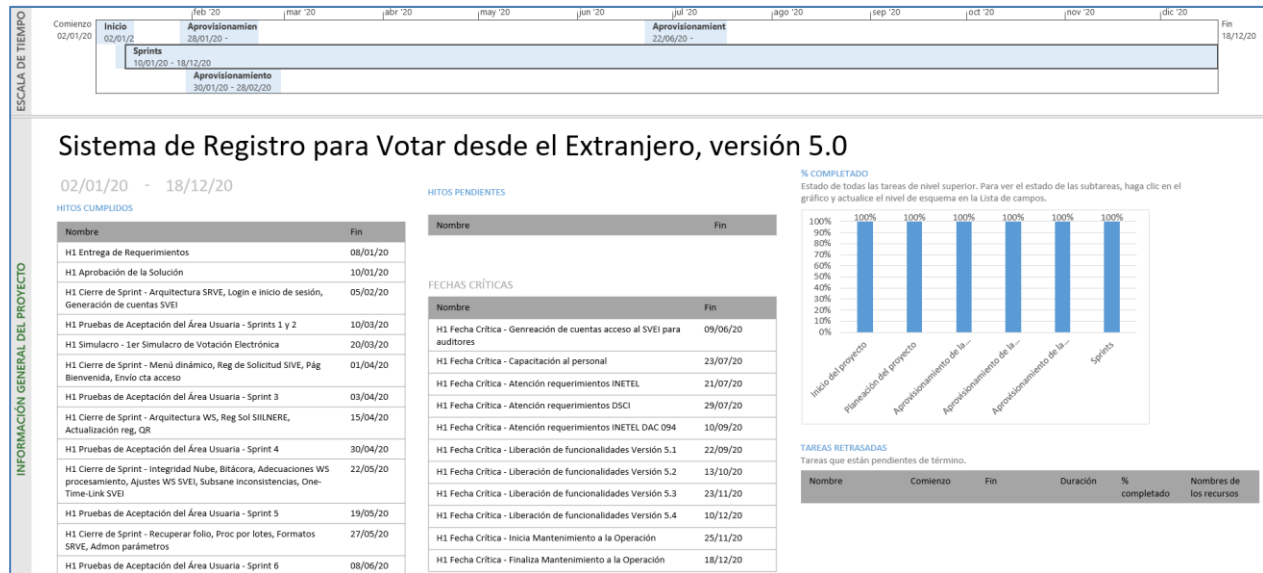 ESCALA DE TIEMPO
feb '20 mar '20 abr '20 may '20 jun '20 jul '20 ago '20 sep '20 oct '20 nov '20 dic '20
Comienzo
02/01/20
Inicio
02/01/2
Aprovisionamien
28/01/20 -
Aprovisionamient
22/06/20 -
Fin
18/12/20
Sprints
10/01/20 - 18/12/20
Aprovisionamiento
30/01/20 - 28/02/20
INFORMACIÓN GENERAL DEL PROYECTO
Sistema de Registro para Votar desde el Extranjero, versión 5.0
02/01/20 - 18/12/20
HITOS CUMPLIDOS
Nombre Fin
H1 Entrega de Requerimientos 08/01/20
H1 Aprobación de la Solución 10/01/20
H1 Cierre de Sprint - Arquitectura SRVE, Login e inicio de sesión, 05/02/20
Generación de cuentas SVEI
H1 Pruebas de Aceptación del Área Usuaria - Sprints 1 y 2 10/03/20
H1 Simulacro - 1er Simulacro de Votación Electrónica 20/03/20
H1 Cierre de Sprint - Menú dinámico, Reg de Solicitud SIVE, Pág 01/04/20
Bienvenida, Envío cta acceso
H1 Pruebas de Aceptación del Área Usuaria - Sprint 3 03/04/20
H1 Cierre de Sprint - Arquitectura WS, Reg Sol SIILNERE, 15/04/20
Actualización reg, QR
H1 Pruebas de Aceptación del Área Usuaria - Sprint 4 30/04/20
H1 Cierre de Sprint - Integridad Nube, Bitácora, Adecuaciones WS 22/05/20
procesamiento, Ajustes WS SVEI, Subsane inconsistencias, One-
Time-Link SVEI
H1 Pruebas de Aceptación del Área Usuaria - Sprint 5 19/05/20
H1 Cierre de Sprint - Recuperar folio, Proc por lotes, Formatos 27/05/20
SRVE, Admon parámetros
H1 Pruebas de Aceptación del Área Usuaria - Sprint 6 08/06/20
HITOS PENDIENTES
Nombre Fin
FECHAS CRÍTICAS
Nombre Fin
H1 Fecha Crítica - Genreación de cuentas acceso al SVEI para 09/06/20
auditores
H1 Fecha Crítica - Capacitación al personal 23/07/20
H1 Fecha Crítica - Atención requerimientos INETEL 21/07/20
H1 Fecha Crítica - Atención requerimientos DSCI 29/07/20
H1 Fecha Crítica - Atención requerimientos INETEL DAC 094 10/09/20
H1 Fecha Crítica - Liberación de funcionalidades Versión 5.1 22/09/20
H1 Fecha Crítica - Liberación de funcionalidades Versión 5.2 13/10/20
H1 Fecha Crítica - Liberación de funcionalidades Versión 5.3 23/11/20
H1 Fecha Crítica - Liberación de funcionalidades Versión 5.4 10/12/20
H1 Fecha Crítica - Inicia Mantenimiento a la Operación 25/11/20
H1 Fecha Crítica - Finaliza Mantenimiento a la Operación 18/12/20
% COMPLETADO
Estado de todas las tareas de nivel superior. Para ver el estado de las subtareas, haga clic en el
gráfico y actualice el nivel de esquema en la Lista de campos.
100% 100% 100% 100% 100% 100%
100%
90%
80%
70%
60%
50%
40%
30%
20%
10%
0%
Inicio del proyecto
Planeación del proyecto
Aprovisionamiento de la...
Aprovisionamiento de la...
Aprovisionamiento de la...
Sprints
TAREAS RETRASADAS
Tareas que están pendientes de término.
Nombre Comienzo Fin Duración % Nombres de
completado los recursos